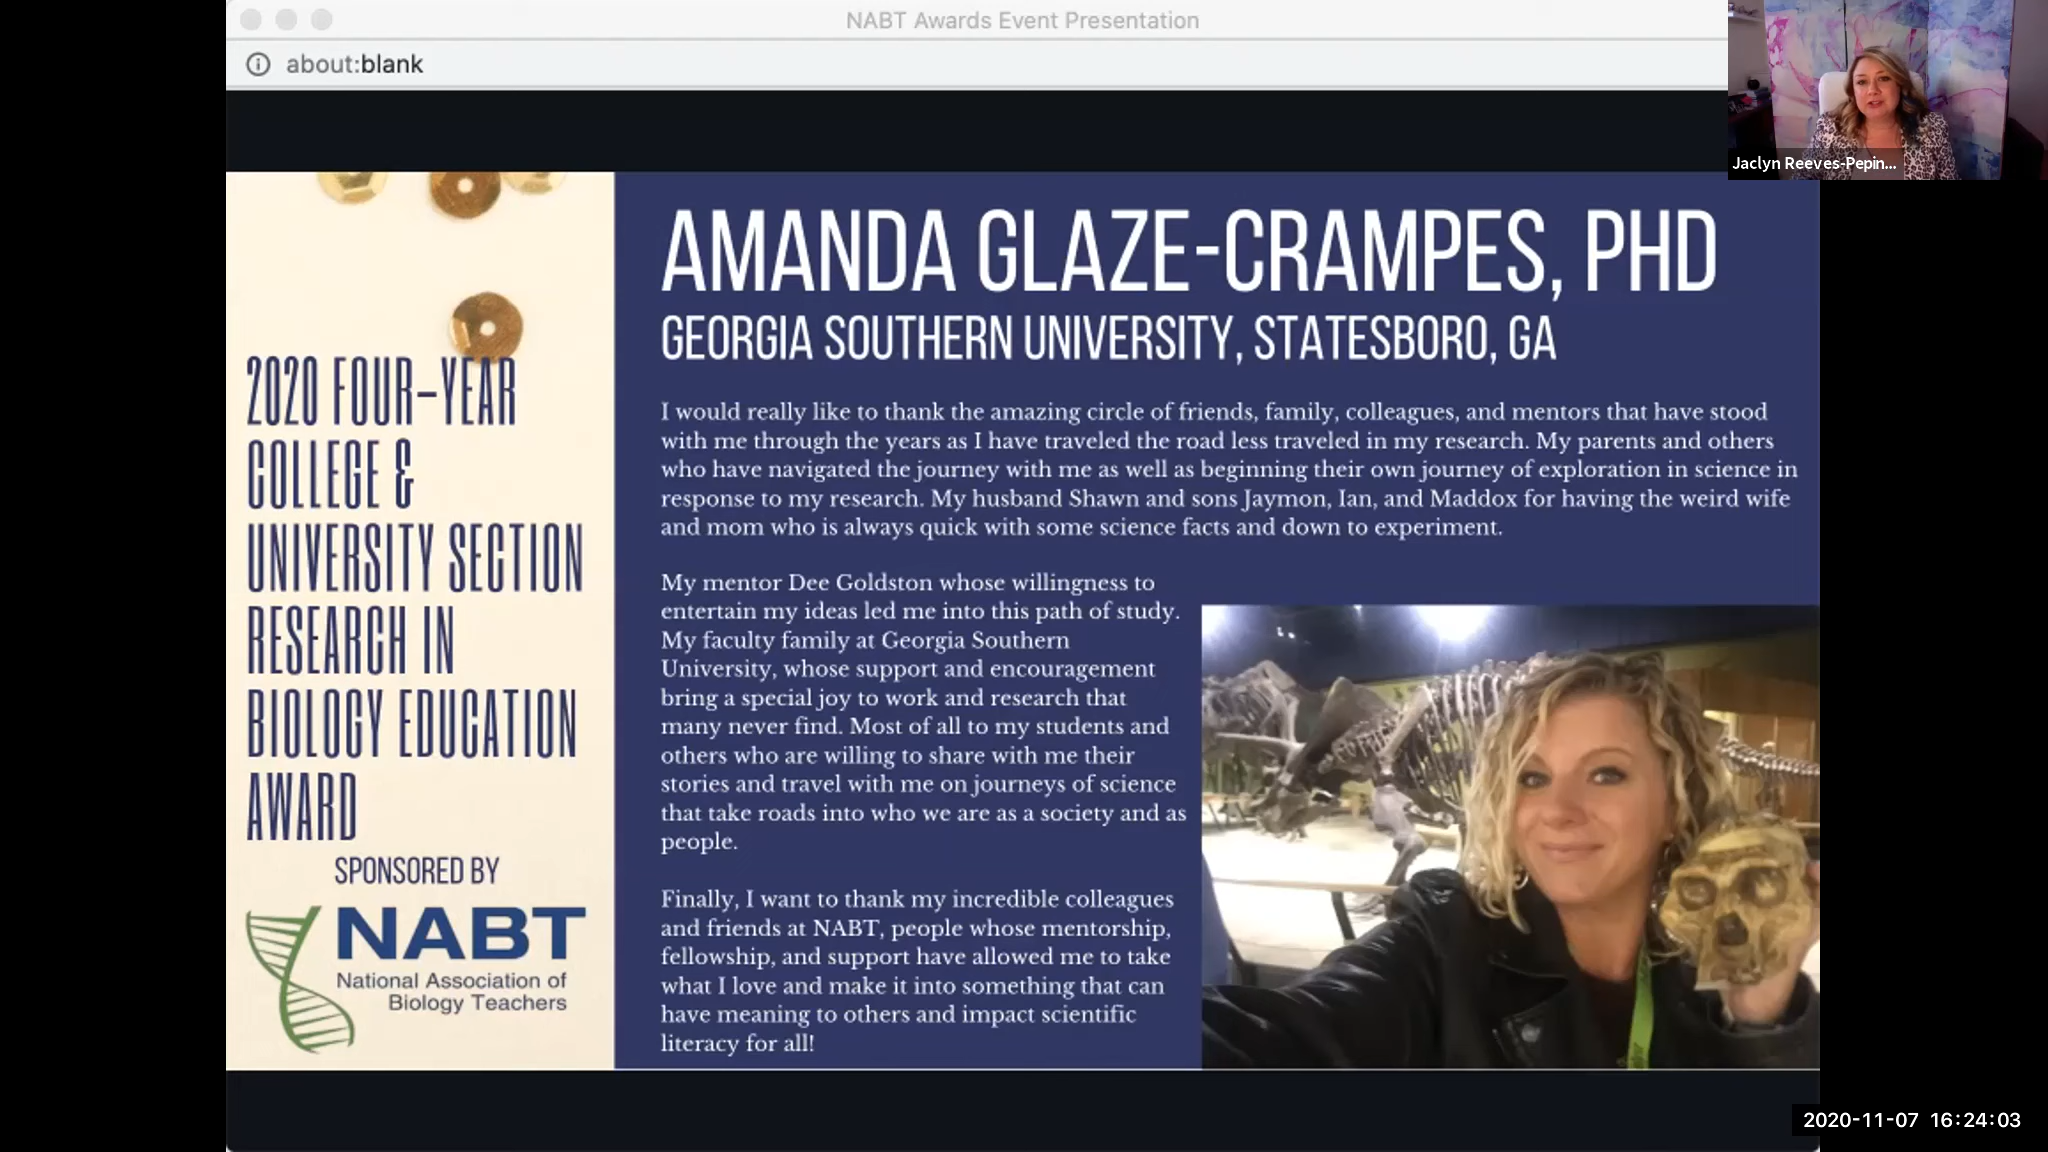 NABT Awards Event Presentation
about:blank
Jaclyn Reeves-Pepin...
AMANDA GLAZE-CRAMPES, PHD
GEORGIA SOUTHERN UNIVERSITY, STATESBORO, GA
2020 FOUR-YEAR
COLLEGE &
UNIVERSITY SECTION
RESEARCH IN
BIOLOGY EDUCATION
AWARD
SPONSORED BY
NABT
National Association of
Biology Teachers
I would really like to thank the amazing circle of friends, family, colleagues, and mentors that have stood
with me through the years as I have traveled the road less traveled in my research. My parents and others
who have navigated the journey with me as well as beginning their own journey of exploration in science in
response to my research. My husband Shawn and sons Jaymon, Ian, and Maddox for having the weird wife
and mom who is always quick with some science facts and down to experiment.
My mentor Dee Goldston whose willingness to
entertain my ideas led me into this path of study.
My faculty family at Georgia Southern
University, whose support and encouragement
bring a special joy to work and research that
many never find. Most of all to my students and
others who are willing to share with me their
stories and travel with me on journeys of science
that take roads into who we are as a society and as
people.
Finally, I want to thank my incredible colleagues
and friends at NABT, people whose mentorship,
fellowship, and support have allowed me to take
what I love and make it into something that can
have meaning to others and impact scientific
literacy for all!
2020-11-07 16:24:03